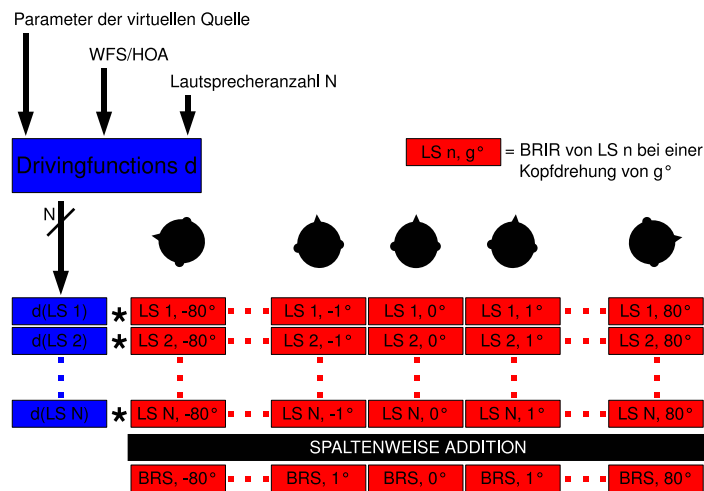 Parameter der virtuellen Quelle
WFS/HOA
Lautsprecheranzahl N
Drivingfunctions d
LS n, g° = BRIR von LS n bei einer
Kopfdrehung von g°
N
d(LS 1) * LS 1, -80° LS 1, -1° LS 1, 0° LS 1, 1° LS 1, 80°
d(LS 2) * LS 2, -80° LS 2, -1° LS 2, 0° LS 2, 1° LS 2, 80°
d(LS N) * LS N, -80° LS N, -1° LS N, 0° LS N, 1° LS N, 80°
SPALTENWEISE ADDITION
BRS, -80° BRS, 1° BRS, 0° BRS, 1° BRS, 80°